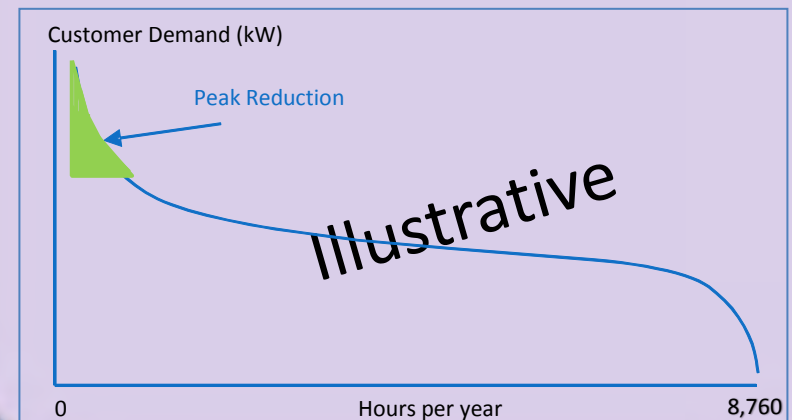 Customer Demand (kW)
Peak Reduction
Illustrative
0 Hours per year 8,760